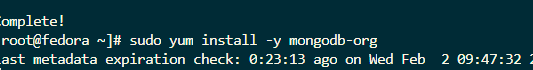 Complete!
[root@fedora ~]# sudo yum install -y mongodb-org
Last metadata expiration check: 0:23:13 ago on Wed Feb  2 09:47:32 2